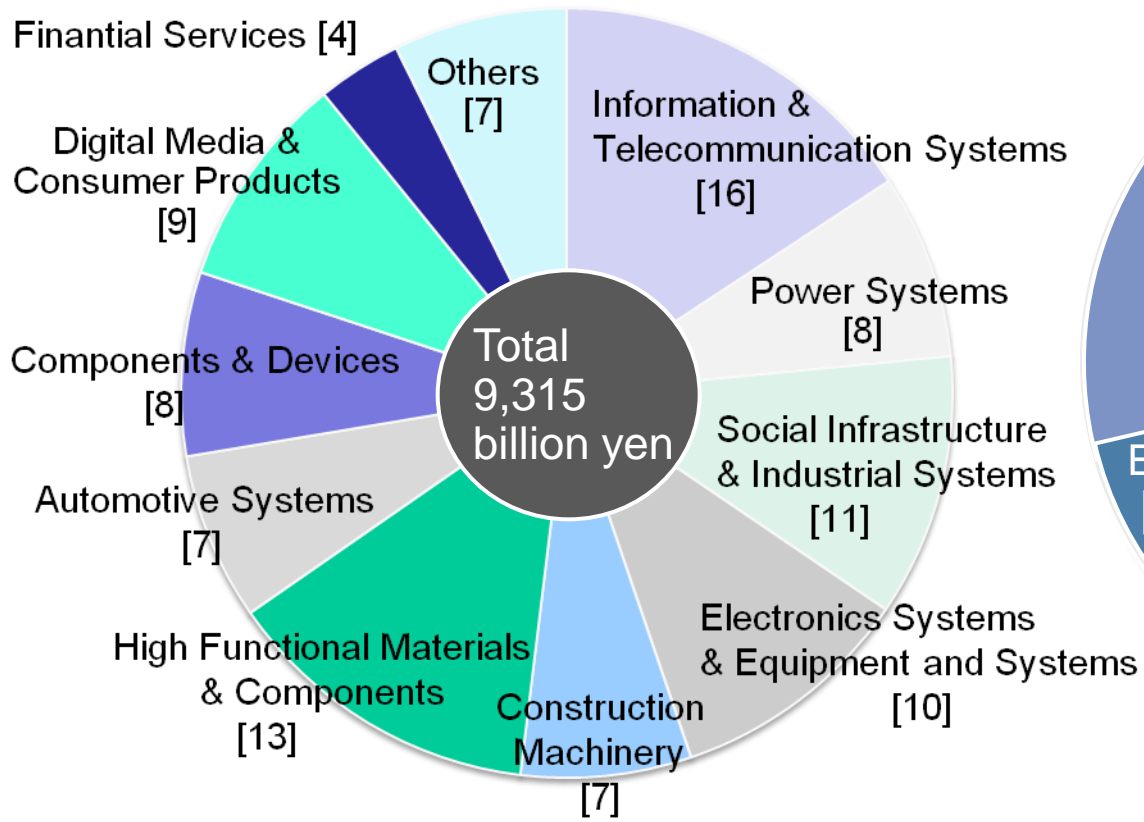 Finantial Services [4]
Others
[7]
Information &
Telecommunication Systems
[16]
Digital Media &
Consumer Products
[9]
Power Systems
[8]
Total
9,315
billion yen
Components & Devices
[8]
Social Infrastructure
& Industrial Systems
[11]
Automotive Systems
[7]
Electronics Systems
& Equipment and Systems
[10]
High Functional Materials
& Components
[13]
Construction
Machinery
[7]